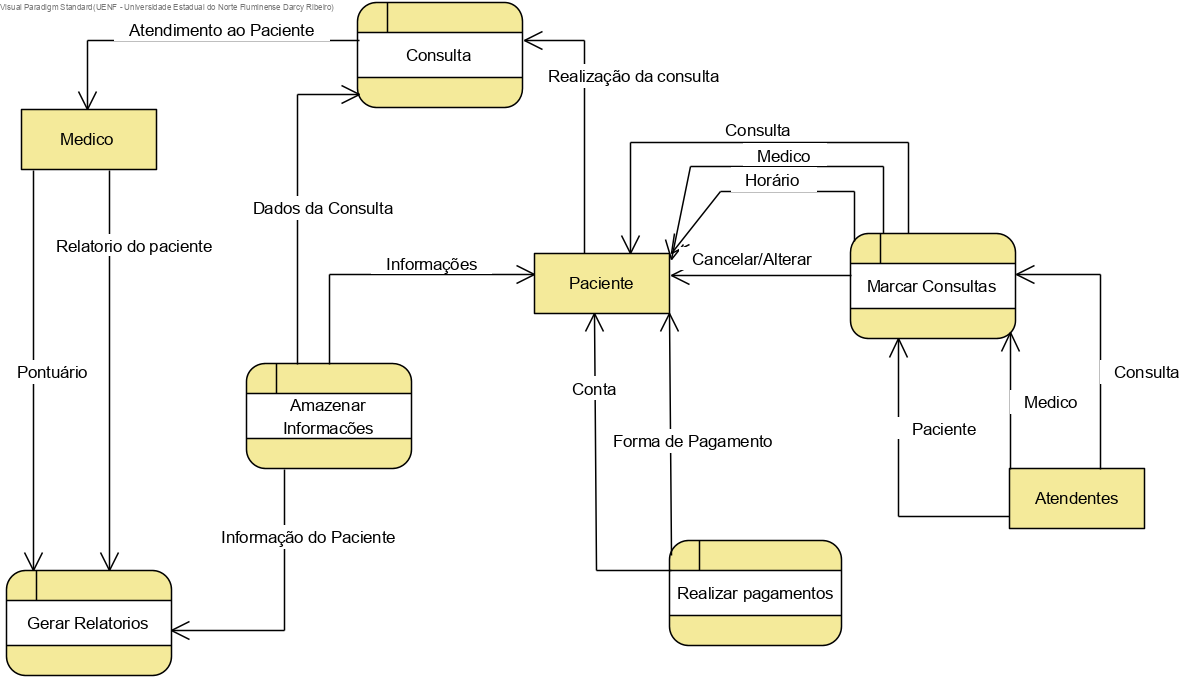 Visual Paradigm Standard(UENF - Universidade Estadual do Norte Fluminense Darcy Ribeiro)
Atendimento ao Paciente
Consulta
Realização da consulta
Medico
Consulta
Medico
Horário
Dados da Consulta
Relatorio do paciente
Informações
Cancelar/Alterar
Paciente
Marcar Consultas
Pontuário
Conta
Consulta
Medico
Amazenar
Informacões
Paciente
Forma de Pagamento
Atendentes
Informação do Paciente
Realizar pagamentos
Gerar Relatorios